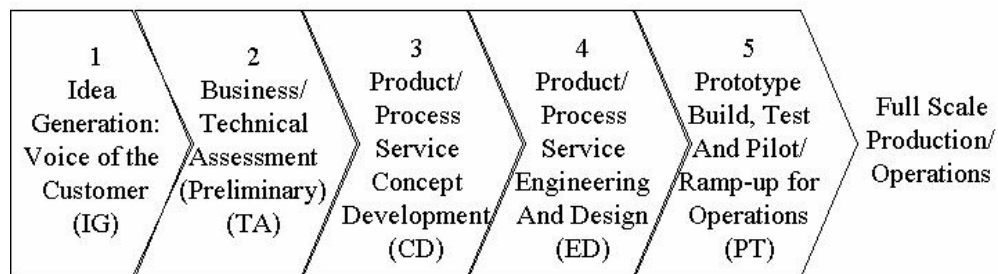 1
Idea
Generation:
Voice of the
Customer
(IG)
2
Business/
Technical
Assessment
(Preliminary)
(TA)
3
Product/
Process
Service
Concept
Development
(CD)
4
Product/
Process
Service
Engineering
And Design
(ED)
5
Prototype
Build, Test
And Pilot/
Ramp-up for
Operations
(PT)
Full Scale
Production/
Operations